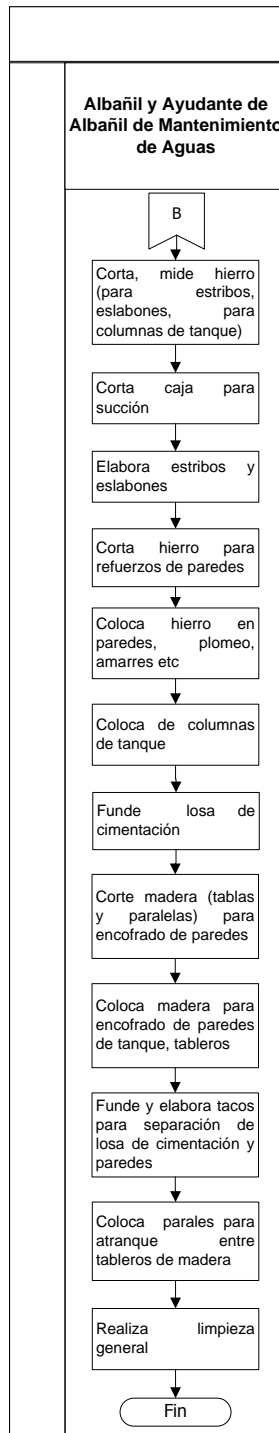 Albañil y Ayudante de
Albañil de Mantenimiento
de Aguas
B
Corta, mide hierro
(para estribos,
eslabones, para
columnas de tanque)
Corta caja para
succión
Elabora estribos y
eslabones
Corta hierro para
refuerzos de paredes
Coloca hierro en
paredes, plomeo,
amarres etc
Coloca de columnas
de tanque
Funde losa de
cimentación
Corte madera (tablas
y paralelas) para
encofrado de paredes
Coloca madera para
encofrado de paredes
de tanque, tableros
Funde y elabora tacos
para separación de
losa de cimentación y
paredes
Coloca parales para
atranque entre
tableros de madera
Realiza limpieza
general
Fin